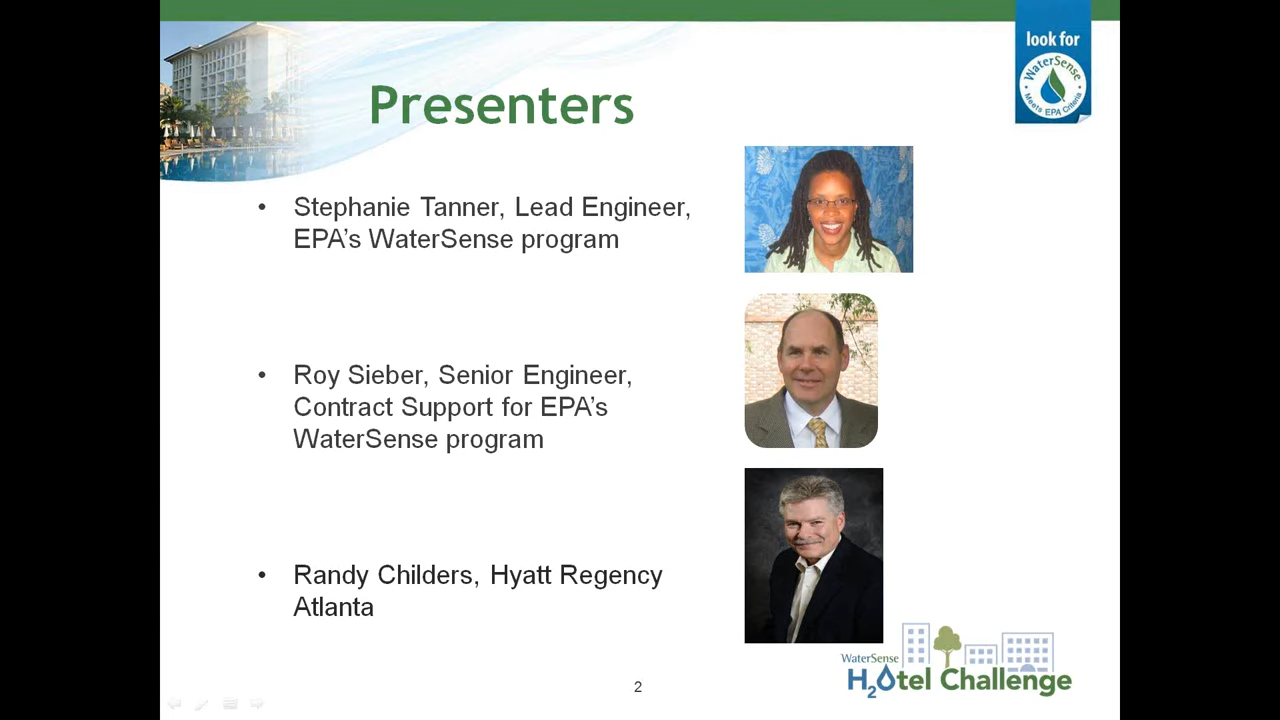 look for
WaterSense
Meets EPA Criteria
Presenters
• Stephanie Tanner, Lead Engineer,
EPA’s WaterSense program
• Roy Sieber, Senior Engineer,
Contract Support for EPA’s
WaterSense program
• Randy Childers, Hyatt Regency
Atlanta
WaterSense
H2Otel Challenge
2